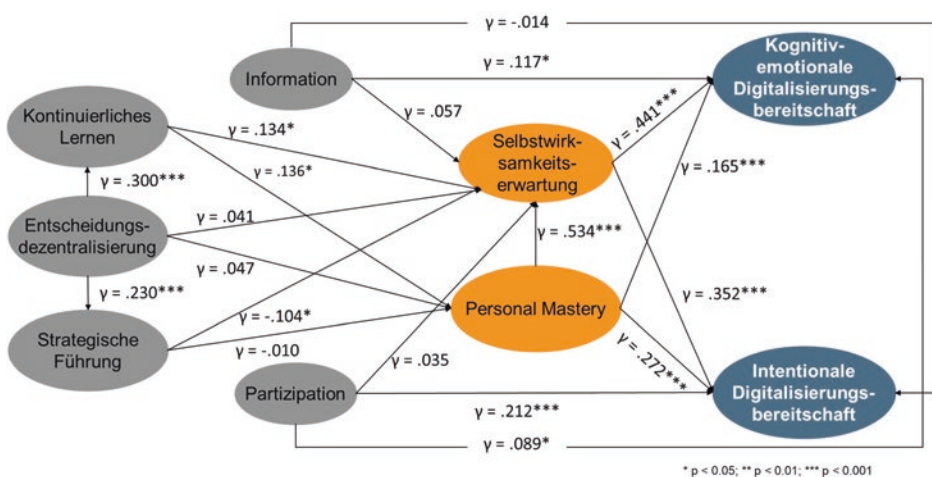 γ = -.014
Kognitiv-
emotionale
Digitalisierungs-
bereitschaft
Information
γ = .117*
γ = .057
Kontinuierliches
Lernen
γ = .134*
γ = .441***
Selbstwirk-
samkeits-
erwartung
γ = .136*
γ = .165***
γ = .300***
Entscheidungs-
dezentralisierung
γ = .041
γ = .534***
γ = .047
γ = .230***
γ = .352***
Personal Mastery
γ = -.104*
Strategische
Führung
γ = -.010
γ = .035
γ = .272***
Intentionale
Digitalisierungs-
bereitschaft
Partizipation
γ = .212***
γ = .089*
* p < 0.05; ** p < 0.01; *** p < 0.001